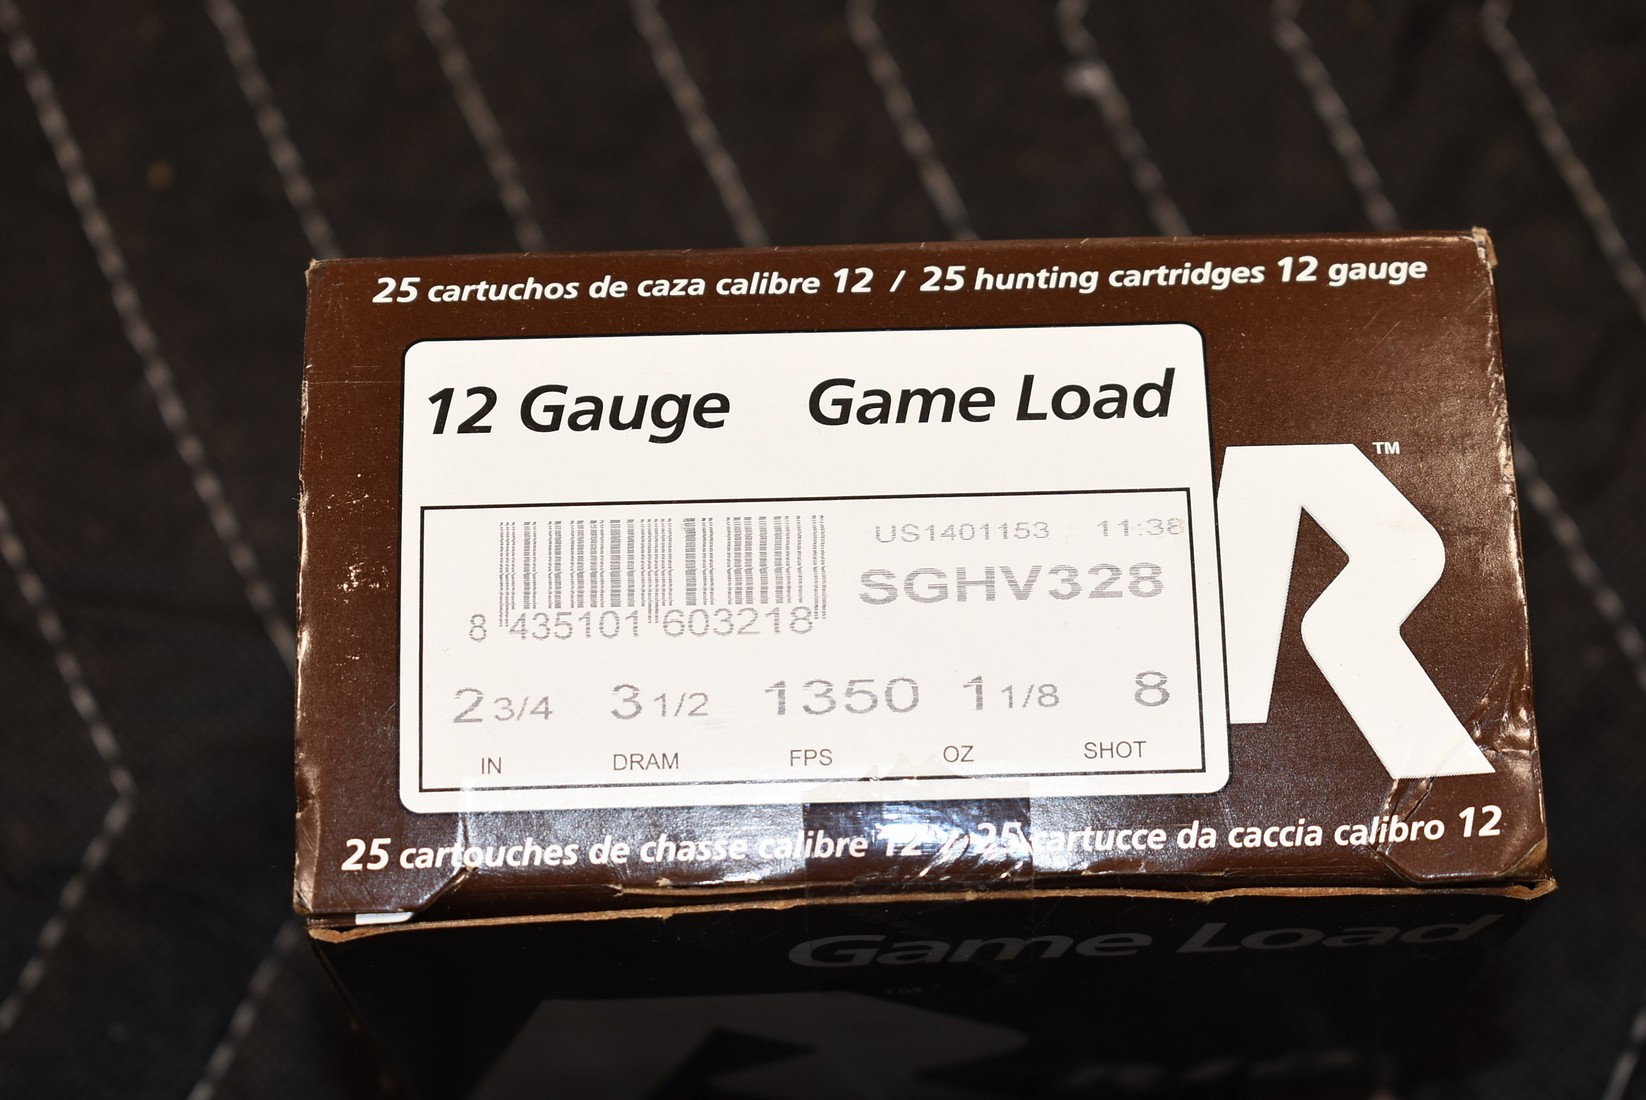 25 cartuchos de caza calibre 12 / 25 hunting cartridges 12 gauge
12 Gauge Game Load
US1401153 11:38
SGHV328
8 435101 603218
2 3/4 3 1/2 1350 1 1/8 8
IN DRAM FPS OZ SHOT
R TM
25 cartouches de chasse calibre 12 / 25 cartucce da caccia calibro 12
Game Load